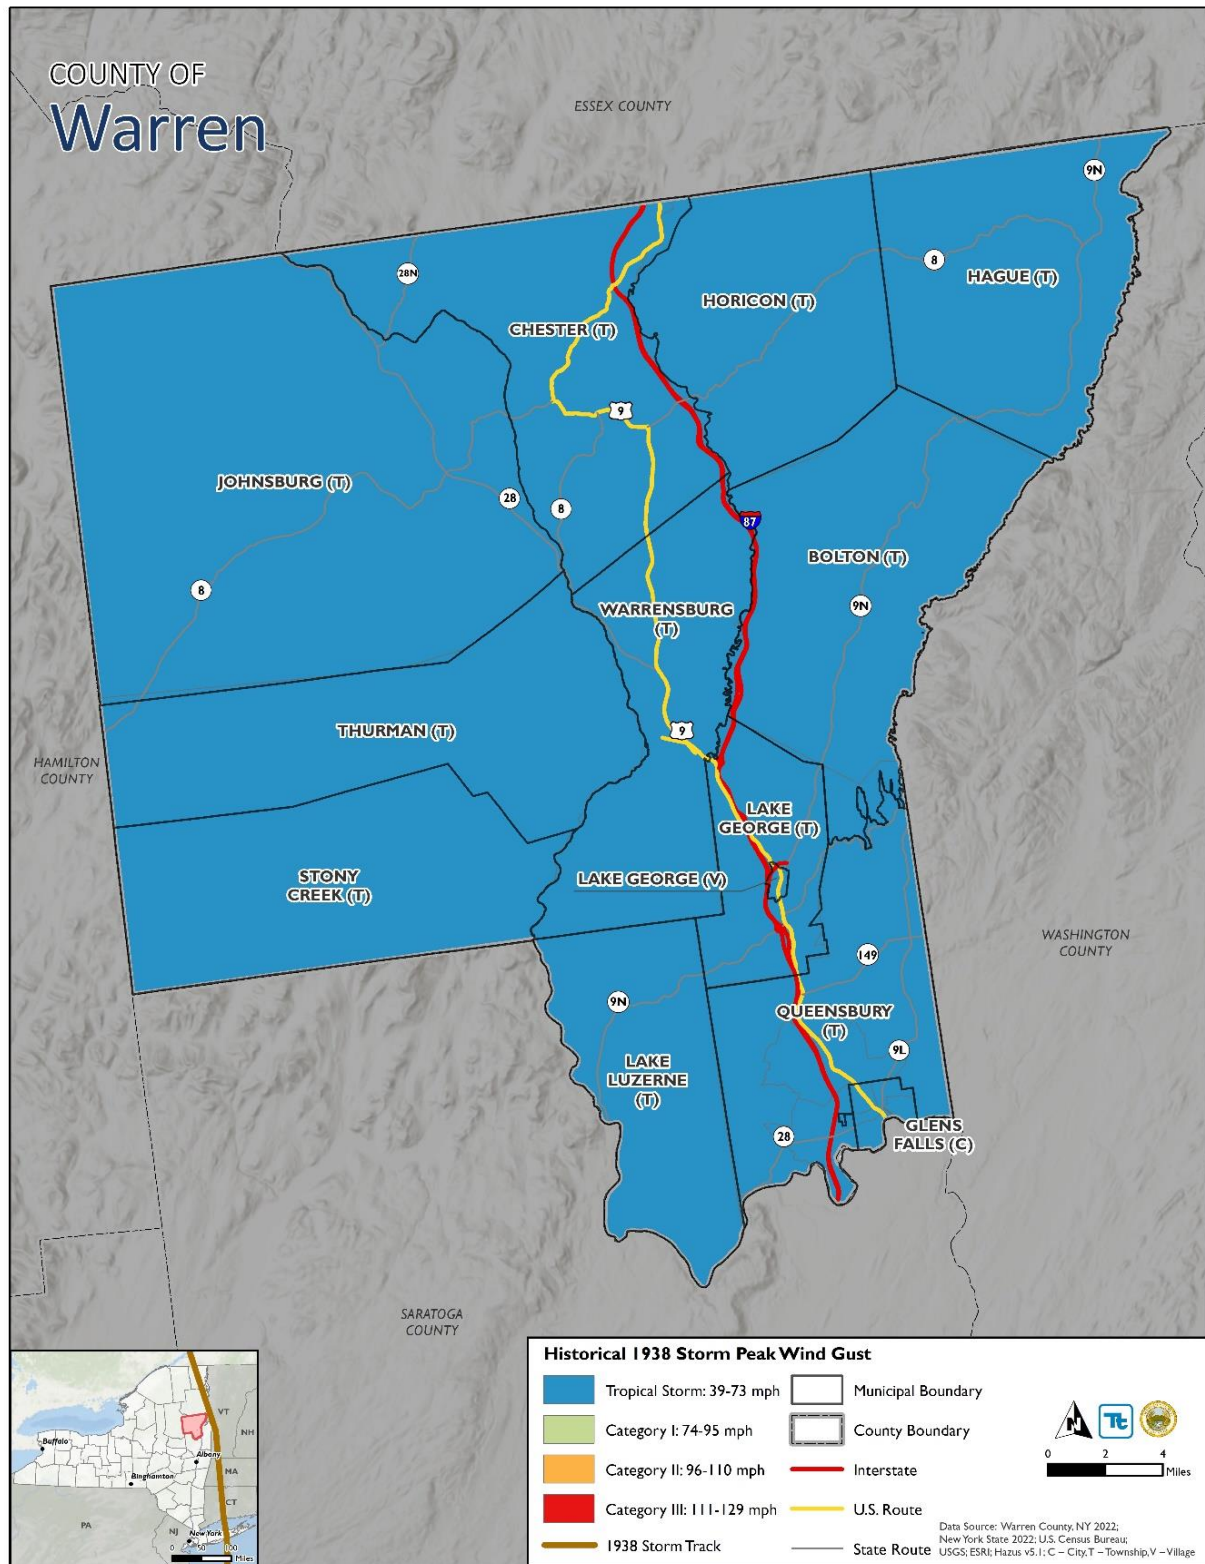 COUNTY OF
Warren
ESSEX COUNTY
9N
8
28N
HAGUE (T)
HORICON (T)
CHESTER (T)
9
JOHNSBURG (T)
28
8
87
BOLTON (T)
8
9N
WARRENSBURG
(T)
THURMAN (T)
9
HAMILTON
COUNTY
LAKE
GEORGE (T)
STONY
CREEK (T)
LAKE GEORGE (V)
WASHINGTON
COUNTY
149
9N
QUEENSBURY
(T)
9L
LAKE
LUZERNE
(T)
GLENS
FALLS (C)
28
SARATOGA
COUNTY
Historical 1938 Storm Peak Wind Gust
Tropical Storm: 39-73 mph
Category I: 74-95 mph
Category II: 96-110 mph
Category III: 111-129 mph
1938 Storm Track
Municipal Boundary
County Boundary
Interstate
U.S. Route
State Route
N
Tt
0 2 4
Miles
Data Source: Warren County, NY 2022;
New York State 2022; U.S. Census Bureau;
USGS; ESRI; Hazus v5.1; C – City, T – Township, V – Village
VT
NH
Buffalo
Albany
Binghamton
MA
CT
PA
NJ
New York
0 50 100
Miles